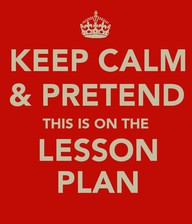 KEEP CALM
& PRETEND
THIS IS ON THE
LESSON
PLAN